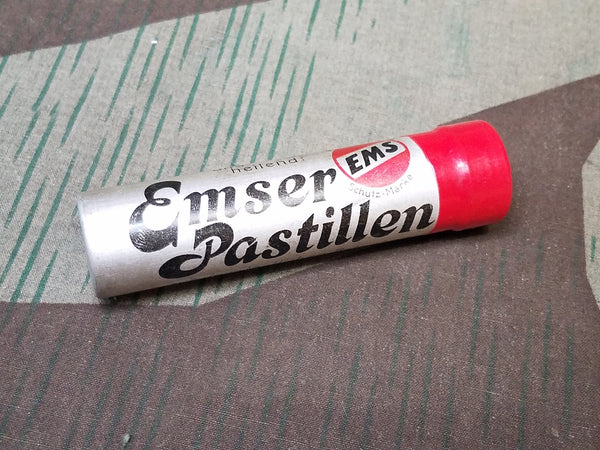 heilend!
EMS
Schutz-Marke
Emser
Pastillen